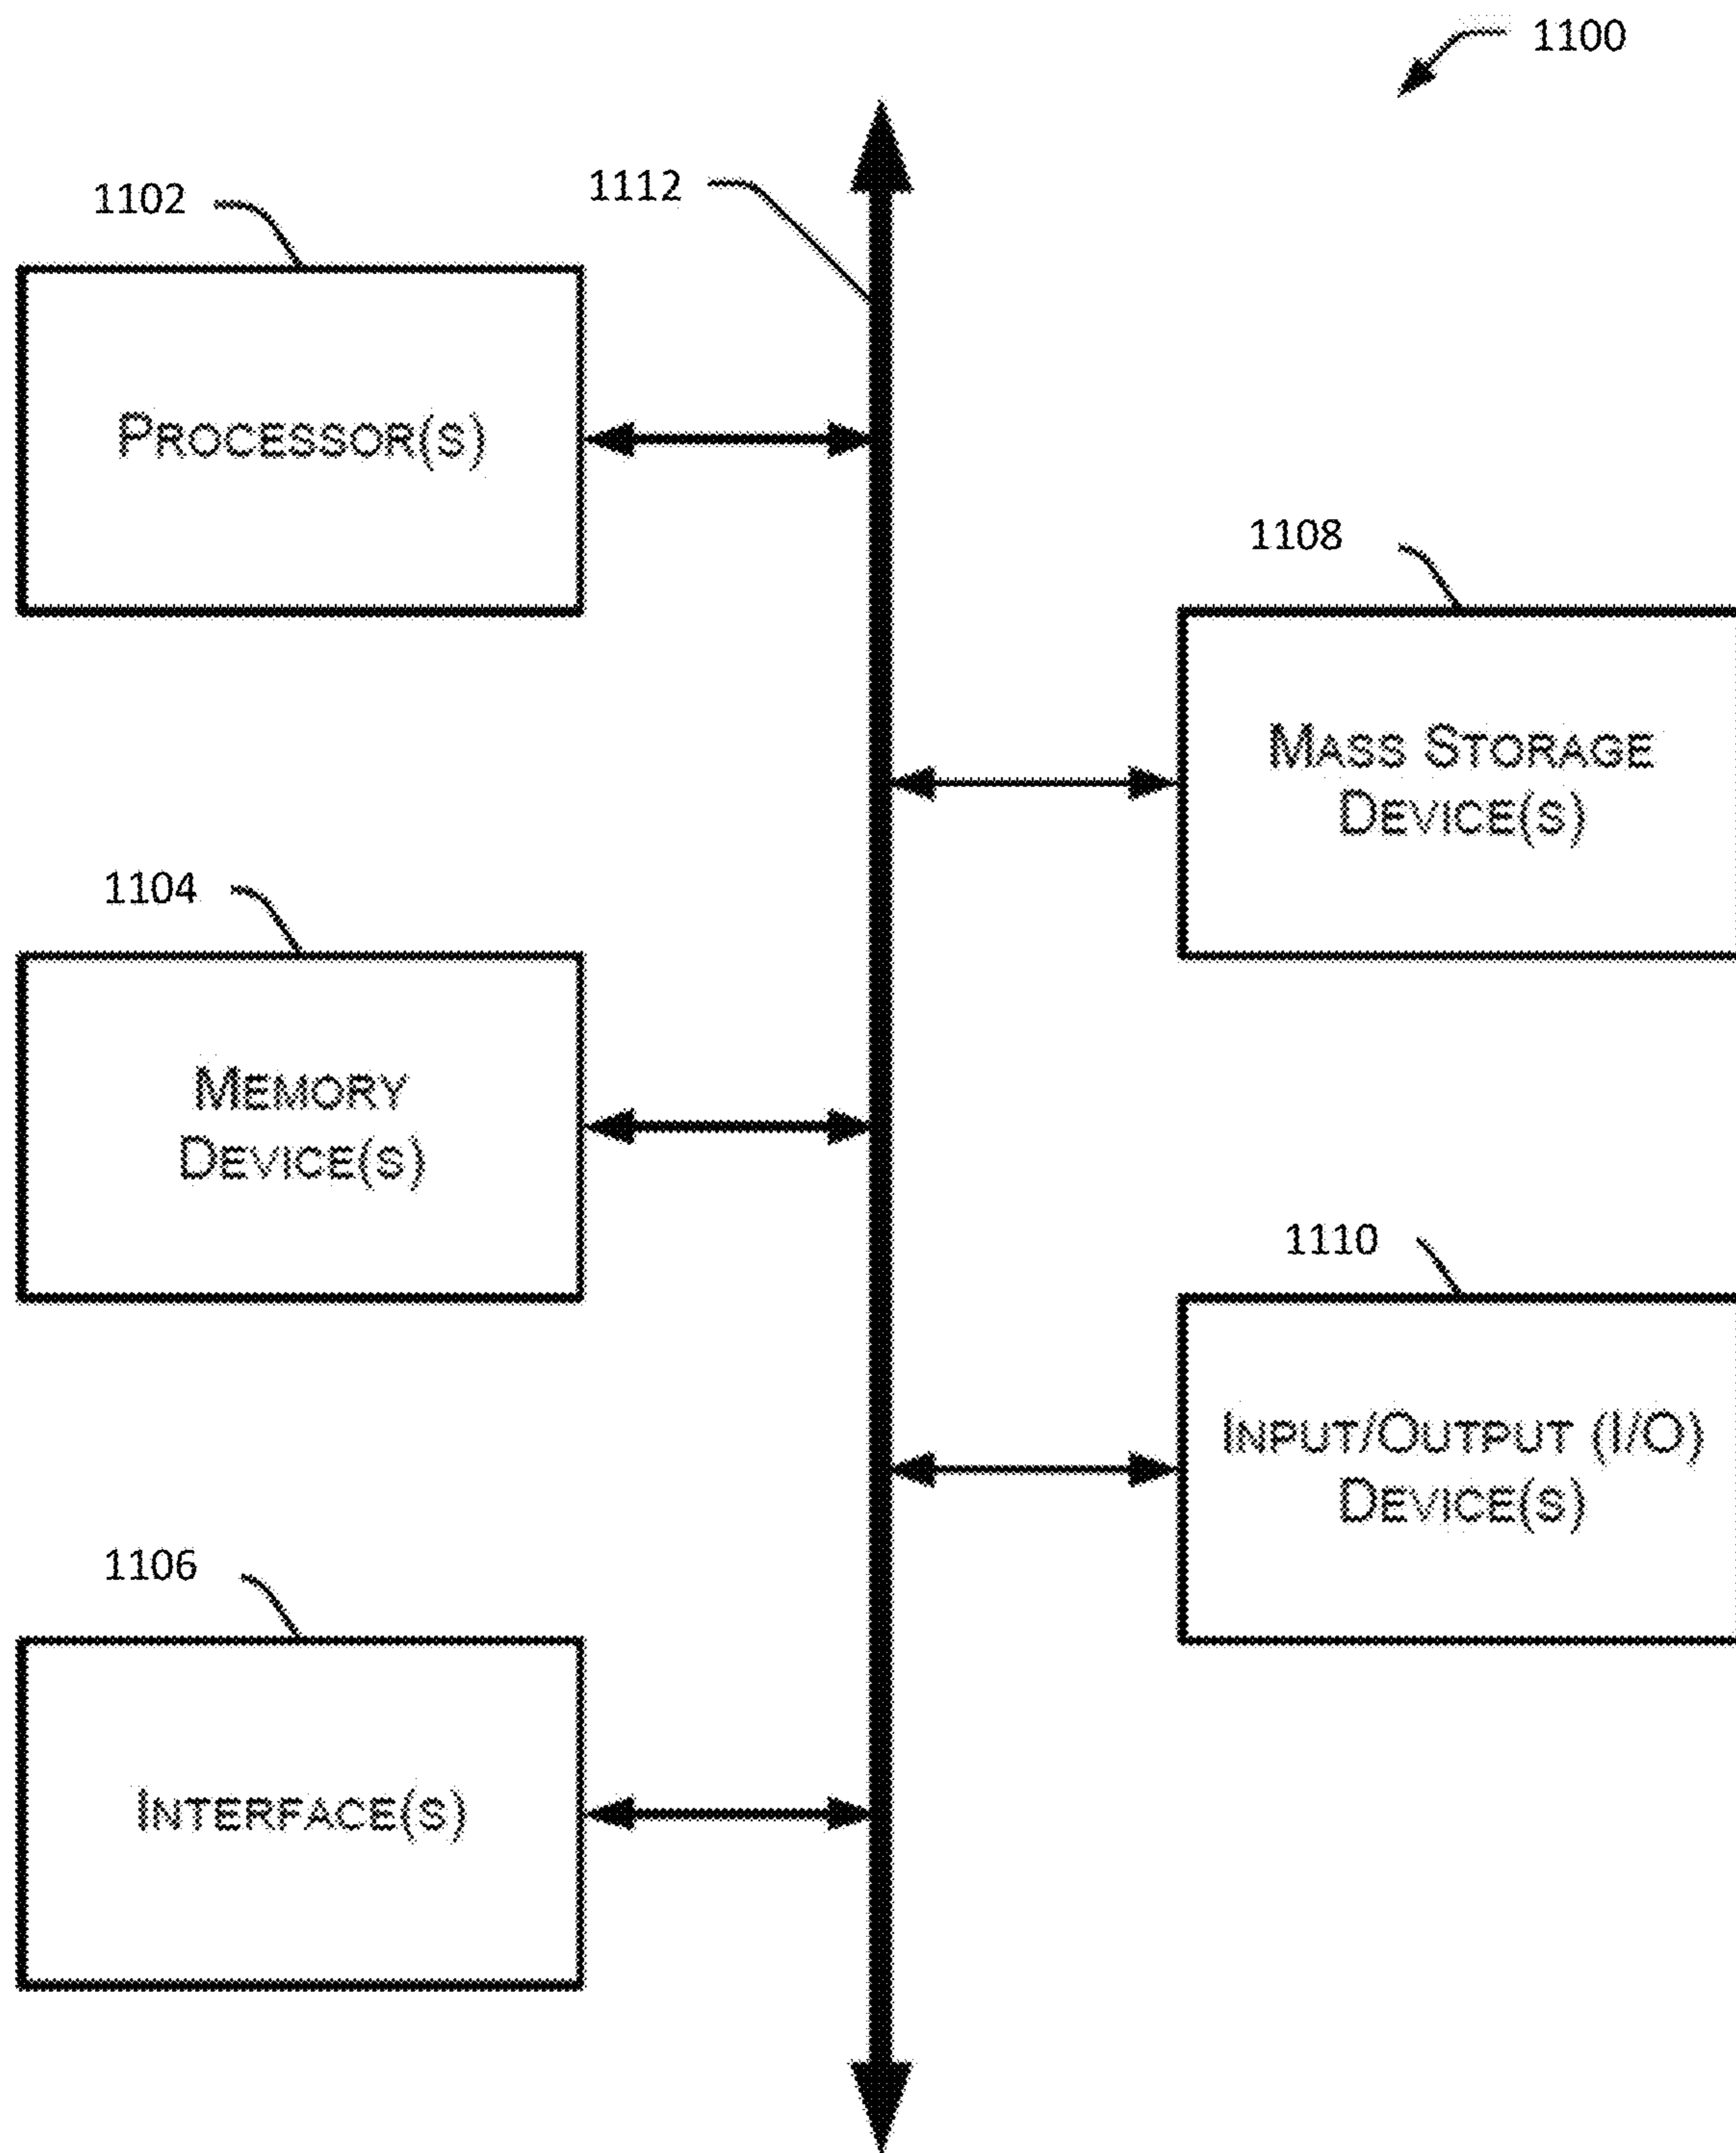 1100
1102
1112
PROCESSOR(S)
1108
MASS STORAGE
DEVICE(S)
1104
MEMORY
DEVICE(S)
1110
INPUT/OUTPUT (I/O)
DEVICE(S)
1106
INTERFACE(S)